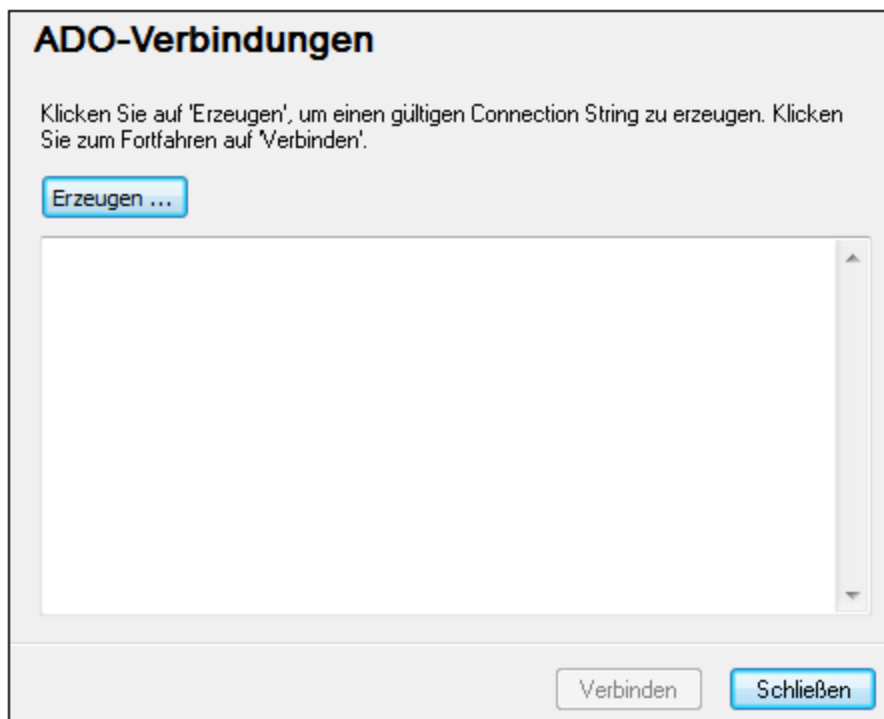 ADO-Verbindungen
Klicken Sie auf 'Erzeugen', um einen gültigen Connection String zu erzeugen. Klicken
Sie zum Fortfahren auf 'Verbinden'.
Erzeugen ...
Verbinden
Schließen